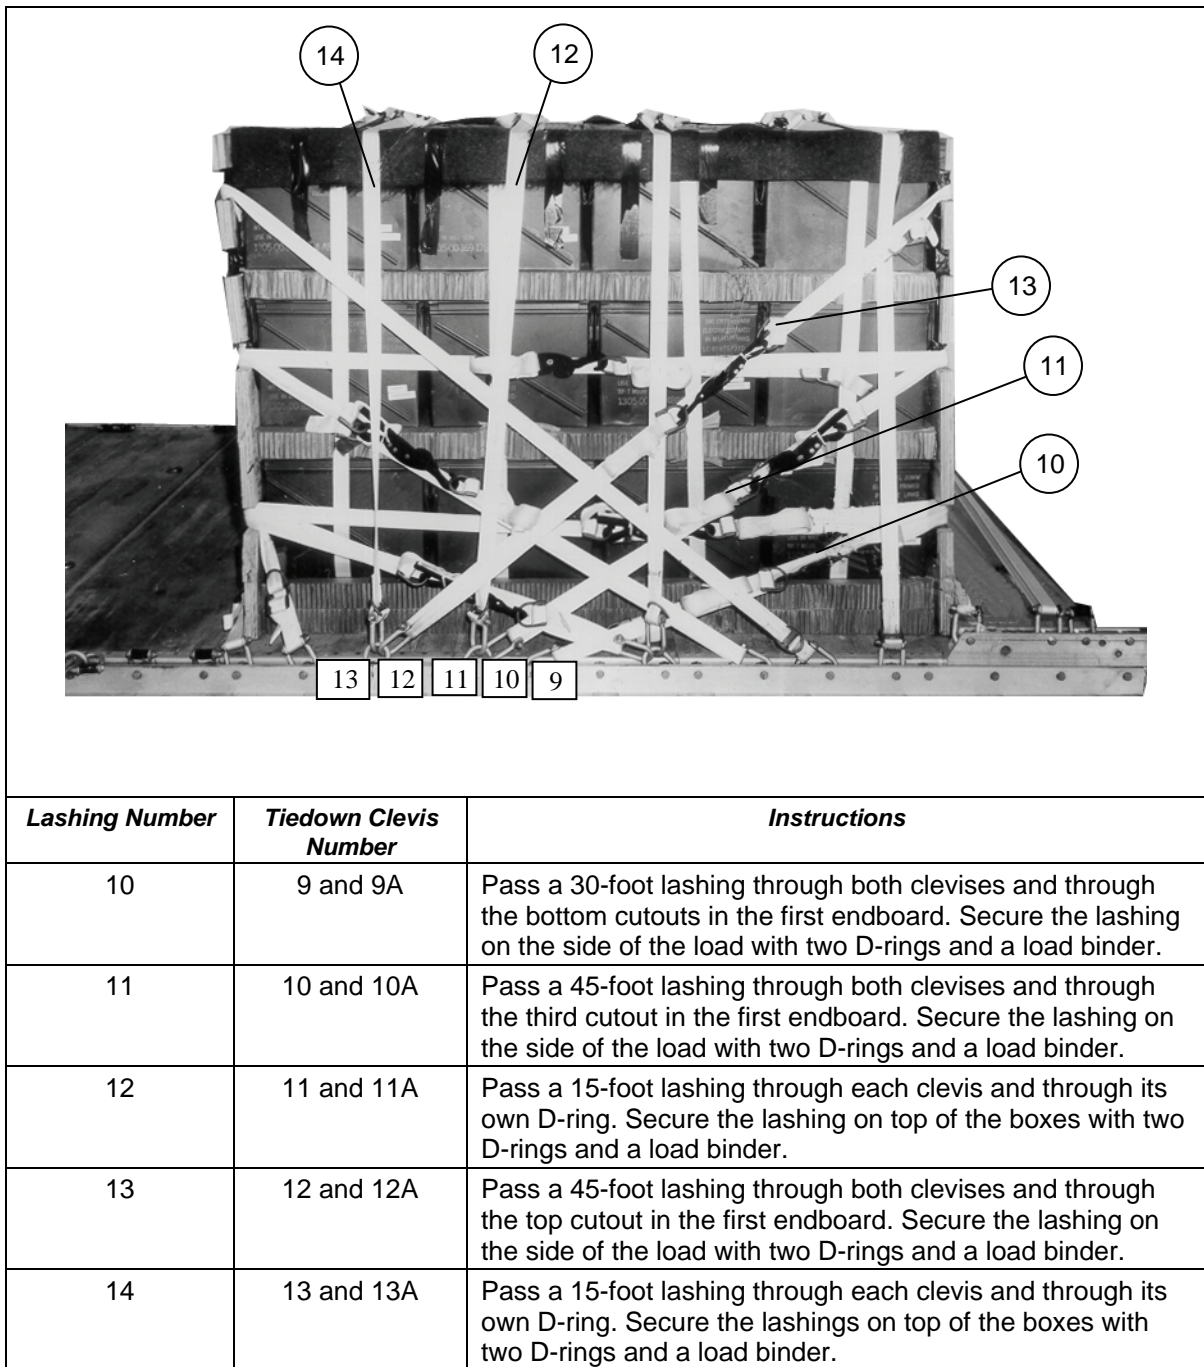 14
12
13
11
10
13 12 11 10 9
Lashing Number
Tiedown Clevis
Number
Instructions
10
9 and 9A
Pass a 30-foot lashing through both clevises and through
the bottom cutouts in the first endboard. Secure the lashing
on the side of the load with two D-rings and a load binder.
11
10 and 10A
Pass a 45-foot lashing through both clevises and through
the third cutout in the first endboard. Secure the lashing on
the side of the load with two D-rings and a load binder.
12
11 and 11A
Pass a 15-foot lashing through each clevis and through its
own D-ring. Secure the lashing on top of the boxes with two
D-rings and a load binder.
13
12 and 12A
Pass a 45-foot lashing through both clevises and through
the top cutout in the first endboard. Secure the lashing on
the side of the load with two D-rings and a load binder.
14
13 and 13A
Pass a 15-foot lashing through each clevis and through its
own D-ring. Secure the lashings on top of the boxes with
two D-rings and a load binder.